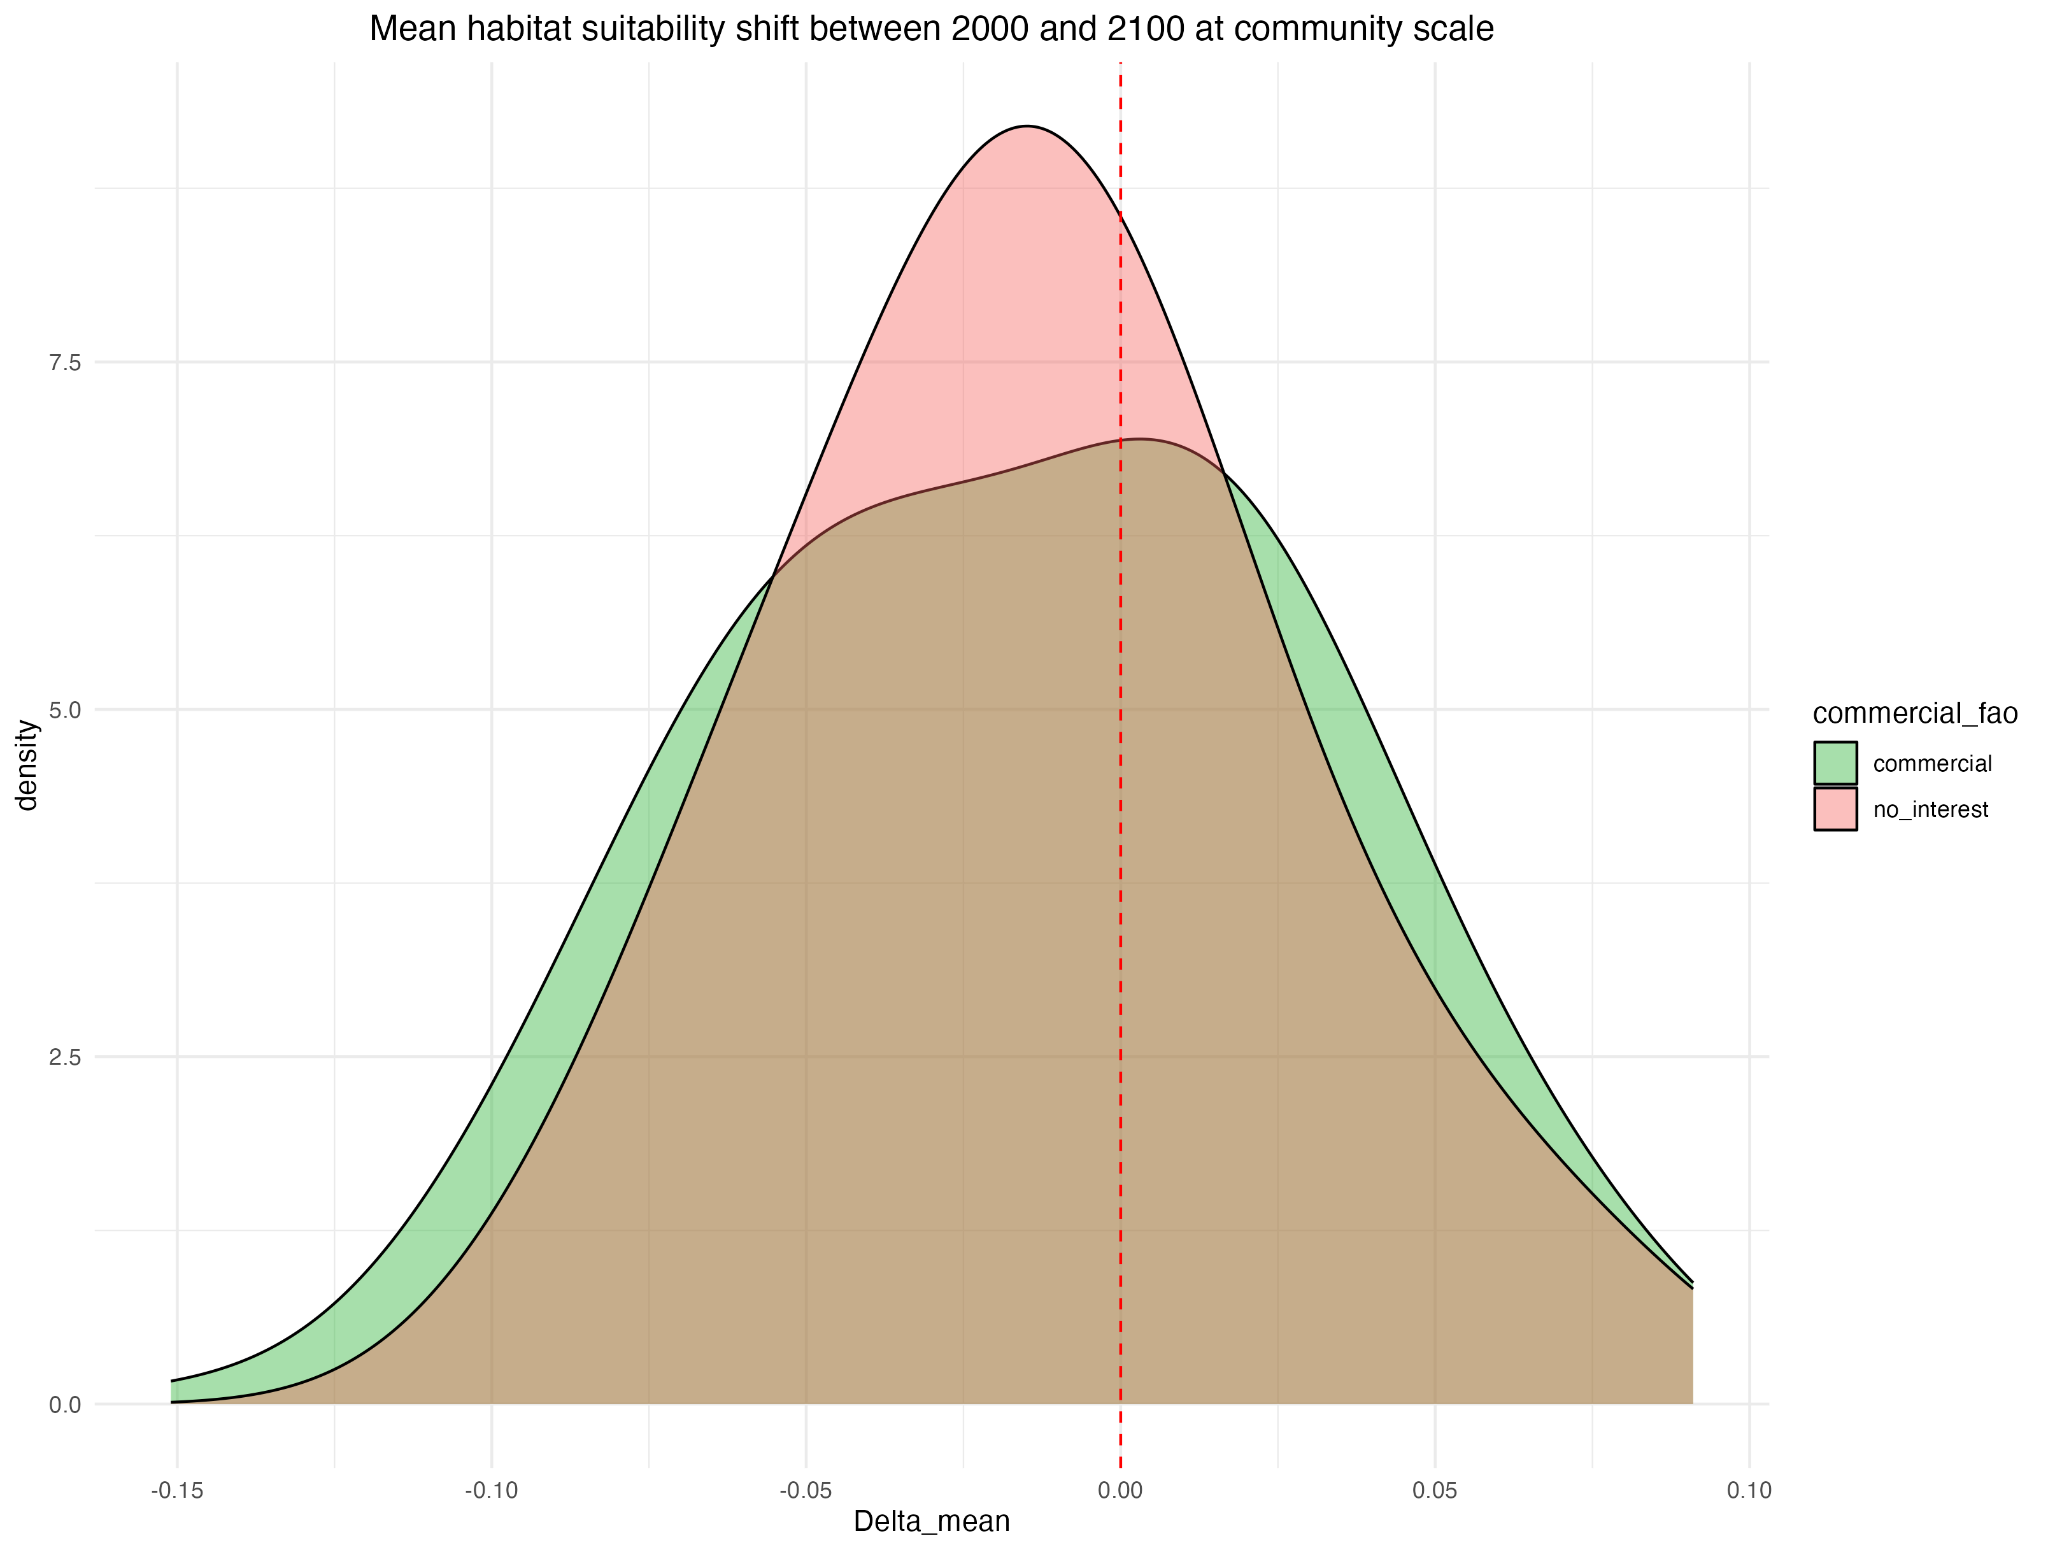 Mean habitat suitability shift between 2000 and 2100 at community scale
7.5
5.0
2.5
0.0
density
-0.15 -0.10 -0.05 0.00 0.05 0.10
Delta_mean
commercial_fao
commercial
no_interest